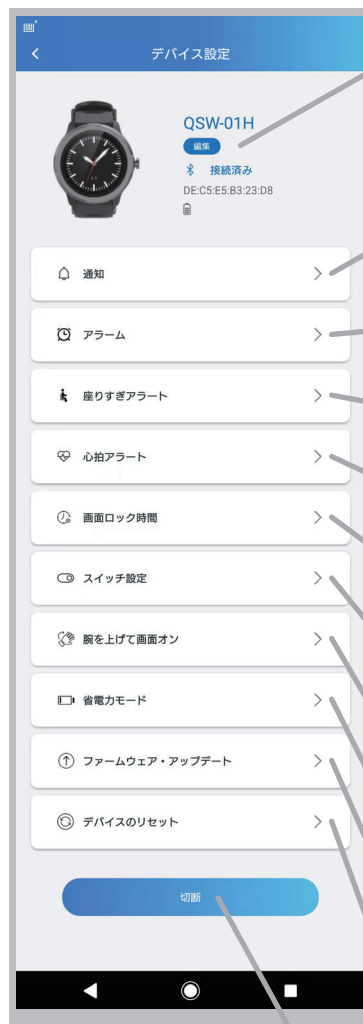 デバイス設定
QSW-01H
編集
接続済み
DE:C5:E5:B3:23:D8
通知
アラーム
座りすぎアラート
心拍アラート
画面ロック時間
スイッチ設定
腕を上げて画面オン
省電力モード
ファームウェア・アップデート
デバイスのリセット
切断